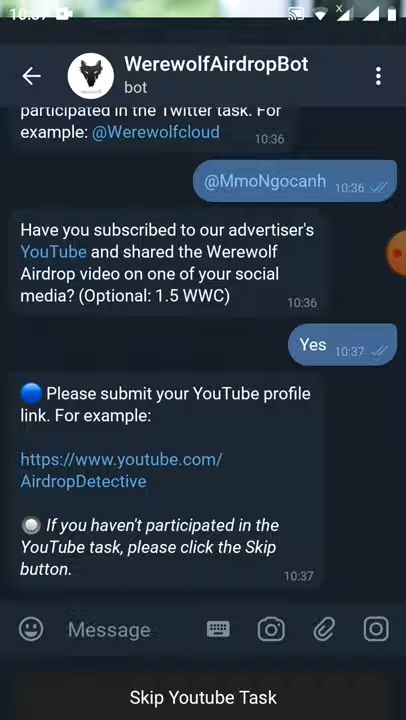 10:37
WerewolfAirdropBot
bot
participated in the Twitter task. For
example: @Werewolfcloud
10:36
@MmoNgocanh
10:36
Have you subscribed to our advertiser's
YouTube and shared the Werewolf
Airdrop video on one of your social
media? (Optional: 1.5 WWC)
10:36
Yes
10:37
Please submit your YouTube profile
link. For example:
https://www.youtube.com/
AirdropDetective
If you haven't participated in the
YouTube task, please click the Skip
button.
10:37
Message
Skip Youtube Task